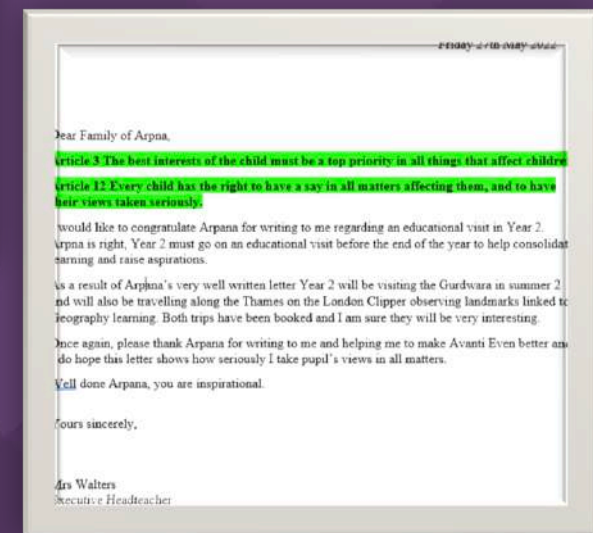 Friday 27th May 2022
Dear Family of Arpna,
Article 3 The best interests of the child must be a top priority in all things that affect childre
Article 12 Every child has the right to have a say in all matters affecting them, and to have
heir views taken seriously.
would like to congratulate Arpana for writing to me regarding an educational visit in Year 2.
Arpna is right, Year 2 must go on an educational visit before the end of the year to help consolidat
earning and raise aspirations.
As a result of Arpana's very well written letter Year 2 will be visiting the Gurdwara in summer 2
nd will also be travelling along the Thames on the London Clipper observing landmarks linked to
Geography learning. Both trips have been booked and I am sure they will be very interesting.
Once again, please thank Arpana for writing to me and helping me to make Avanti Even better an
do hope this letter shows how seriously I take pupil's views in all matters.
Well done Arpana, you are inspirational.
Yours sincerely,
Mrs Walters
Executive Headteacher